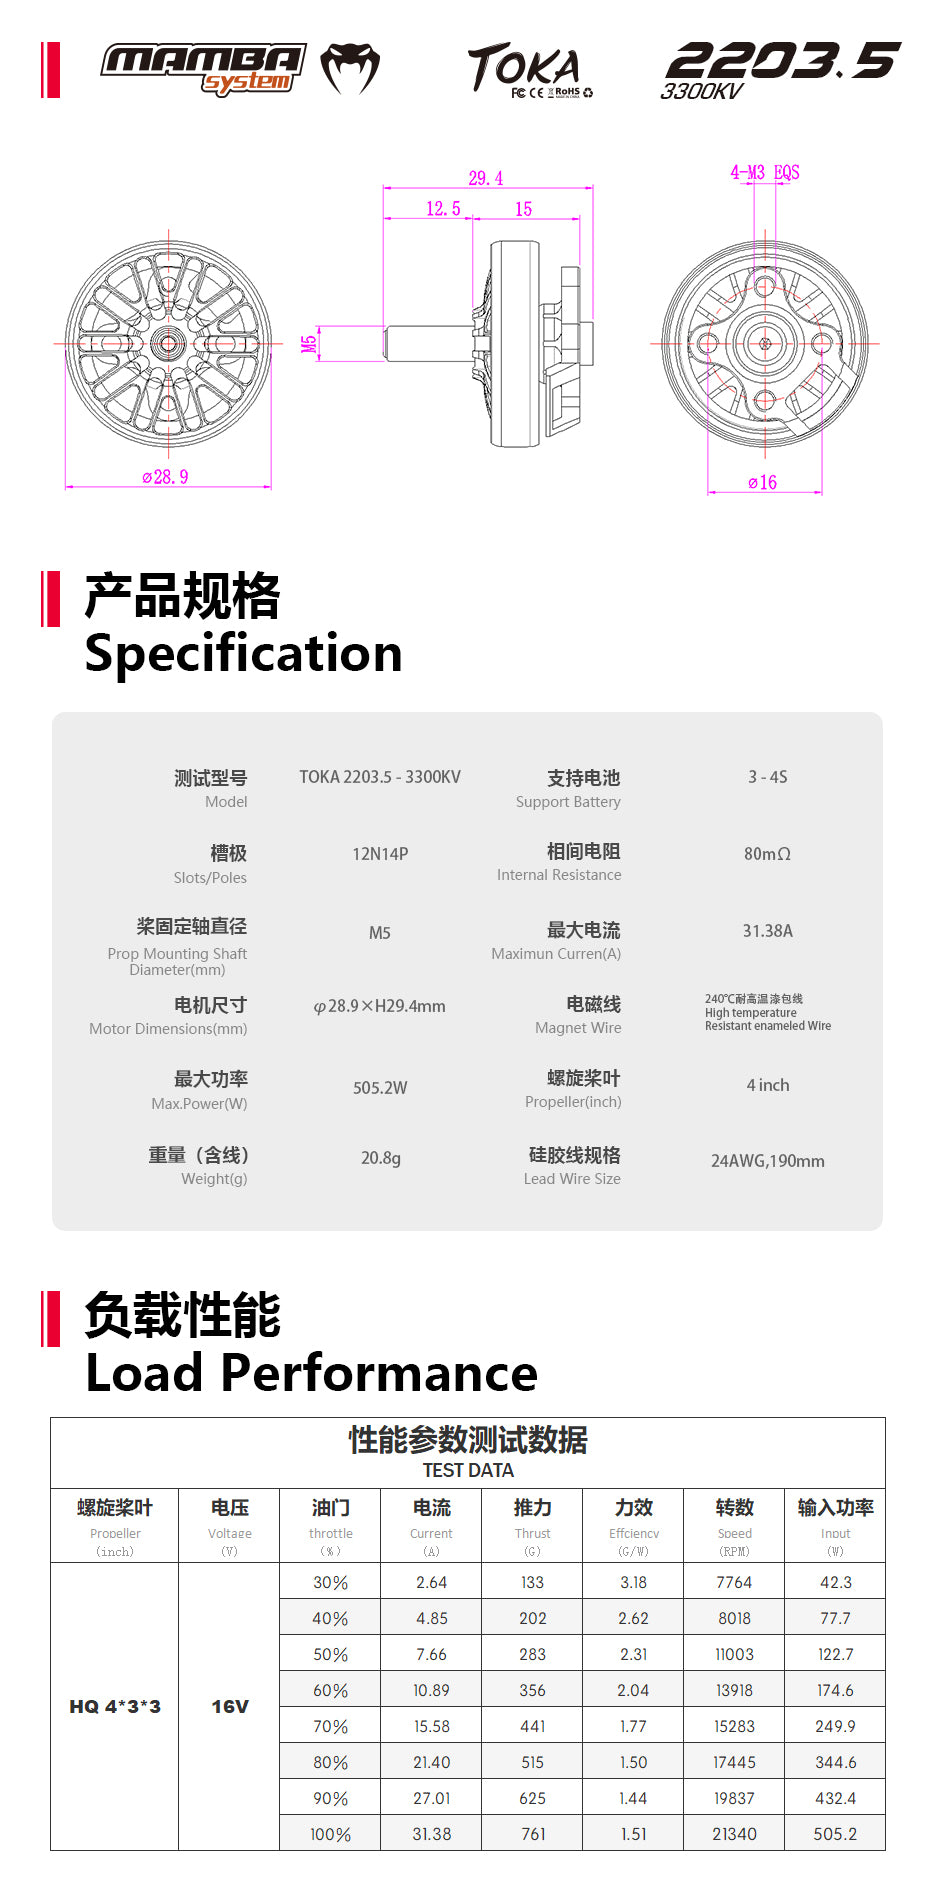 MAMBA
system
TOKA
FC CE RoHS
2203.5
3300KV
29.4
12.5
15
M5
⌀28.9
4-M3 EQS
⌀16
产品规格
Specification
测试型号
Model
TOKA 2203.5 - 3300KV
支持电池
Support Battery
3 - 4S
槽极
Slots/Poles
12N14P
相间电阻
Internal Resistance
80mΩ
桨固定轴直径
Prop Mounting Shaft
Diameter(mm)
M5
最大电流
Maximun Curren(A)
31.38A
电机尺寸
Motor Dimensions(mm)
φ28.9×H29.4mm
电磁线
Magnet Wire
240℃耐高温漆包线
High temperature
Resistant enameled Wire
最大功率
Max.Power(W)
505.2W
螺旋桨叶
Propeller(inch)
4 inch
重量（含线）
Weight(g)
20.8g
硅胶线规格
Lead Wire Size
24AWG,190mm
负载性能
Load Performance
性能参数测试数据
TEST DATA
螺旋桨叶 电压 油门 电流 推力 力效 转数 输入功率
Propeller Voltage throttle Current Thrust Effciency Speed Input
(inch) (V) (%) (A) (G) (G/W) (RPM) (W)
30% 2.64 133 3.18 7764 42.3
40% 4.85 202 2.62 8018 77.7
50% 7.66 283 2.31 11003 122.7
60% 10.89 356 2.04 13918 174.6
HQ 4*3*3 16V
70% 15.58 441 1.77 15283 249.9
80% 21.40 515 1.50 17445 344.6
90% 27.01 625 1.44 19837 432.4
100% 31.38 761 1.51 21340 505.2